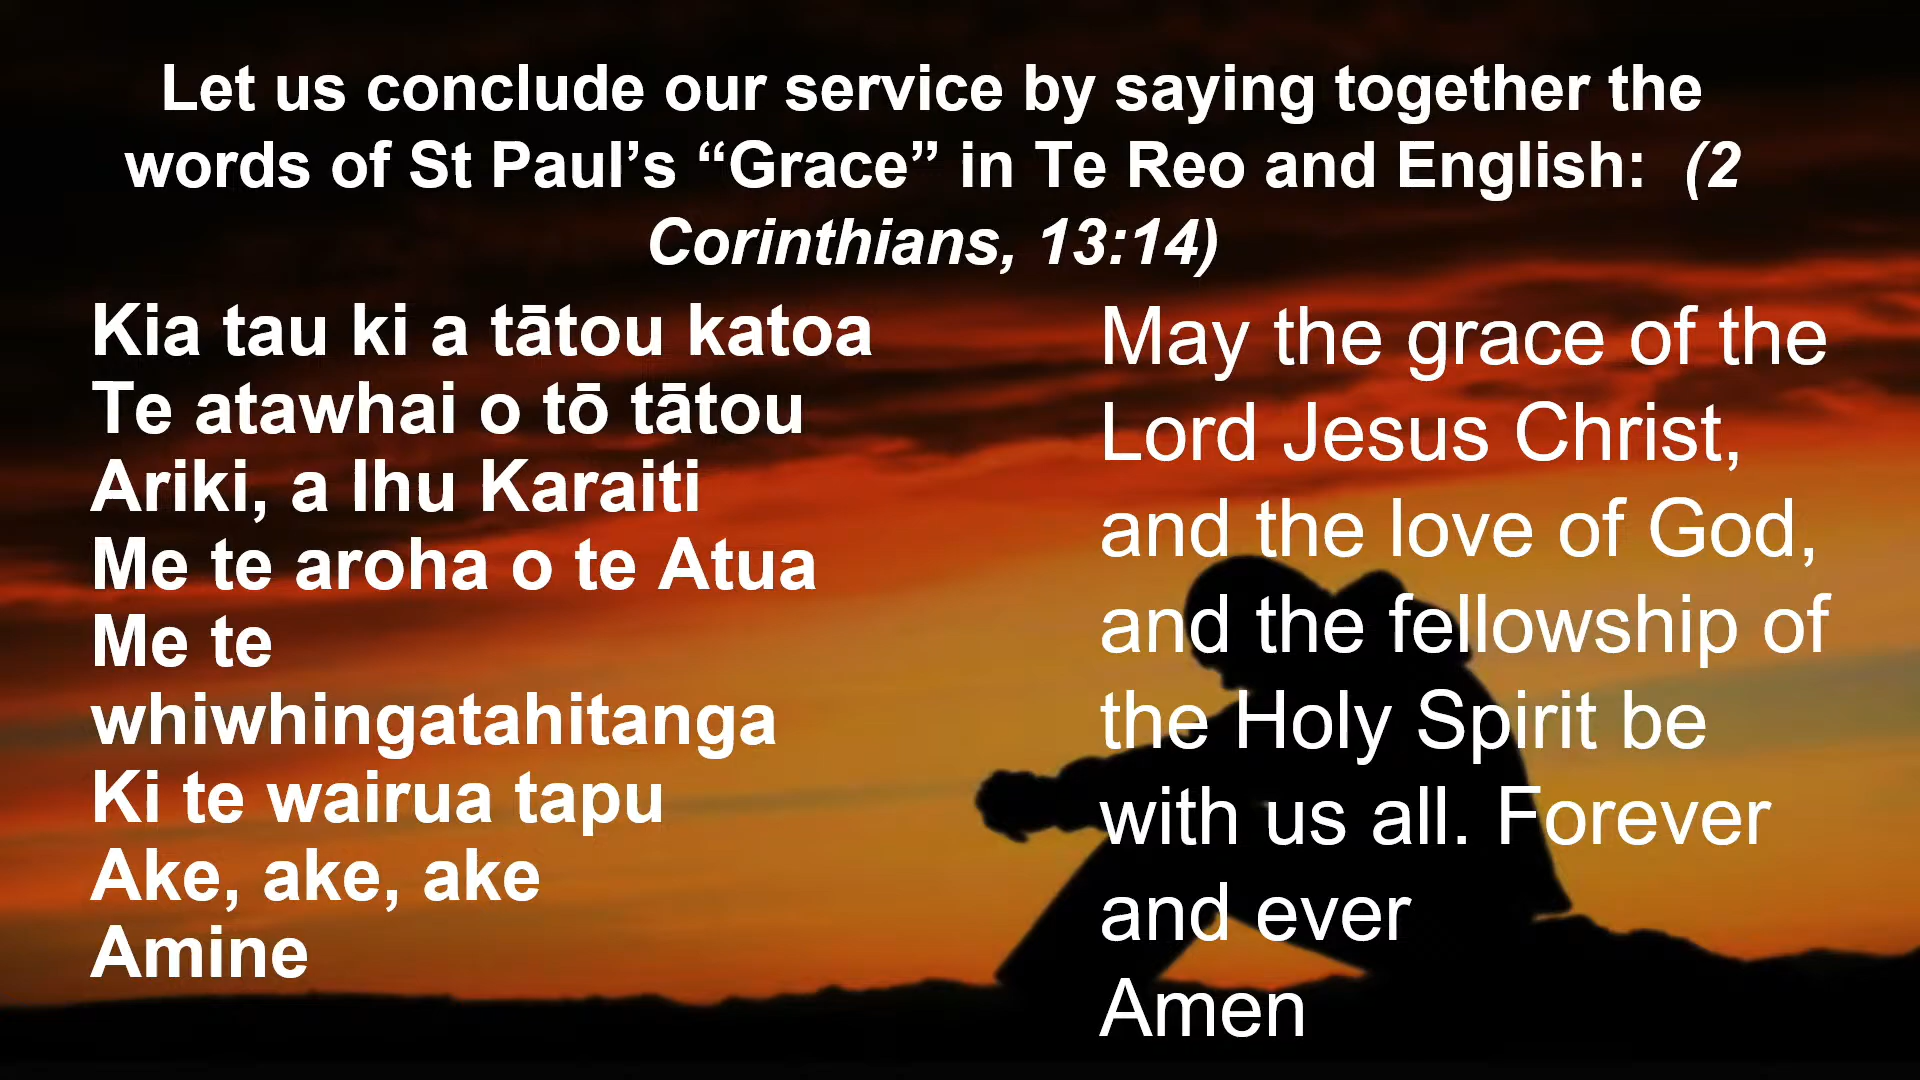 Let us conclude our service by saying together the
words of St Paul’s “Grace” in Te Reo and English: (2
Corinthians, 13:14)
Kia tau ki a tātou katoa
Te atawhai o tō tātou
Ariki, a Ihu Karaiti
Me te aroha o te Atua
Me te
whiwhingatahitanga
Ki te wairua tapu
Ake, ake, ake
Amine
May the grace of the
Lord Jesus Christ,
and the love of God,
and the fellowship of
the Holy Spirit be
with us all. Forever
and ever
Amen